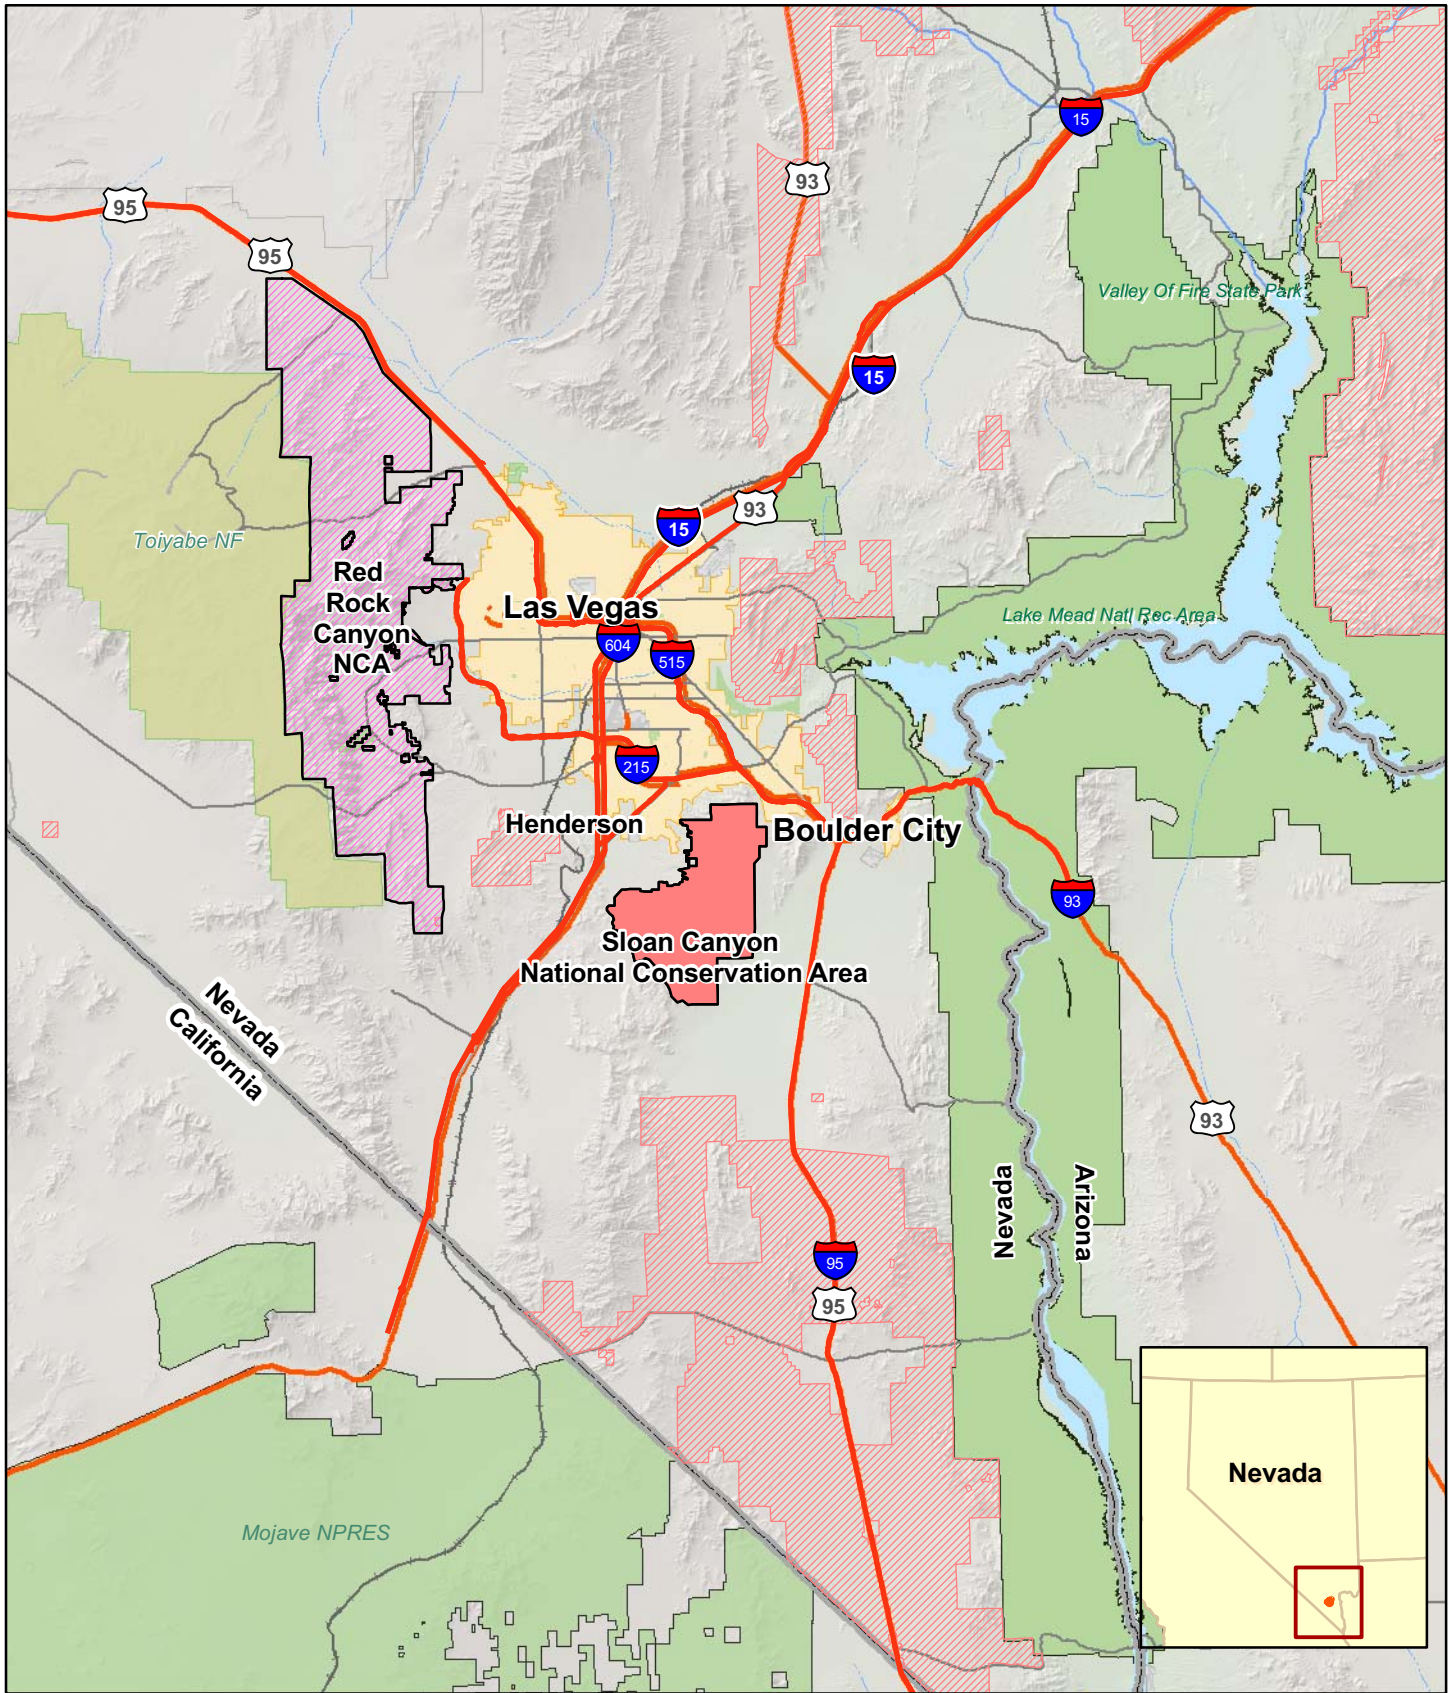 15
93
95
95
Valley Of Fire State Park
15
93
15
Toiyabe NF
Red
Rock
Canyon
NCA
Las Vegas
Lake Mead Natl Rec Area
604
515
215
Henderson
Boulder City
93
Sloan Canyon
National Conservation Area
Nevada
California
93
Nevada
Arizona
95
95
Nevada
Mojave NPRES